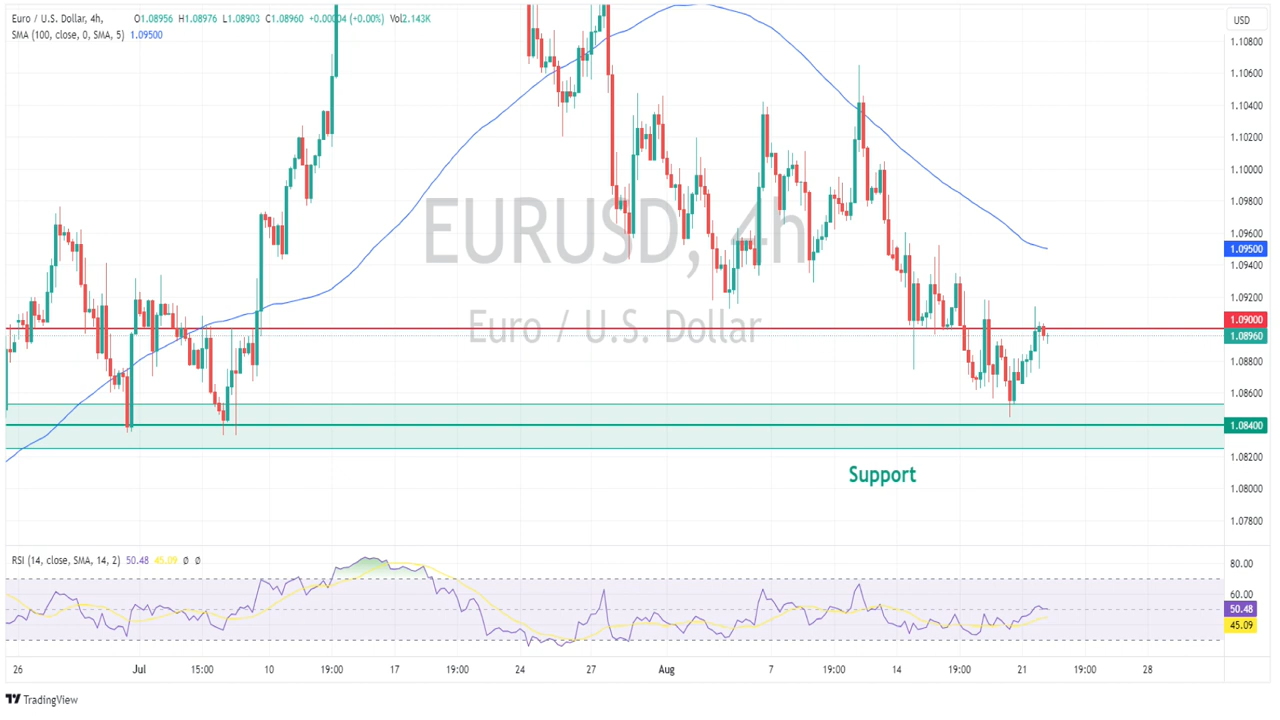 Euro / U.S. Dollar, 4h, O1.08956 H1.08976 L1.08903 C1.08960 +0.00004 (+0.00%) Vol2.143K
SMA (100, close, 0, SMA, 5) 1.09500
USD
1.10800
1.10600
1.10400
1.10200
1.10000
1.09800
1.09600
1.09500
1.09400
1.09200
1.09000
1.08960
1.08800
1.08600
1.08400
1.08200
1.08000
1.07800
EURUSD, 4h
Euro / U.S. Dollar
Support
RSI (14, close, SMA, 14, 2) 50.48 45.09 Ø Ø
80.00
60.00
50.48
45.09
26 Jul 15:00 10 19:00 17 19:00 24 27 Aug 7 19:00 14 19:00 21 19:00 28
TradingView